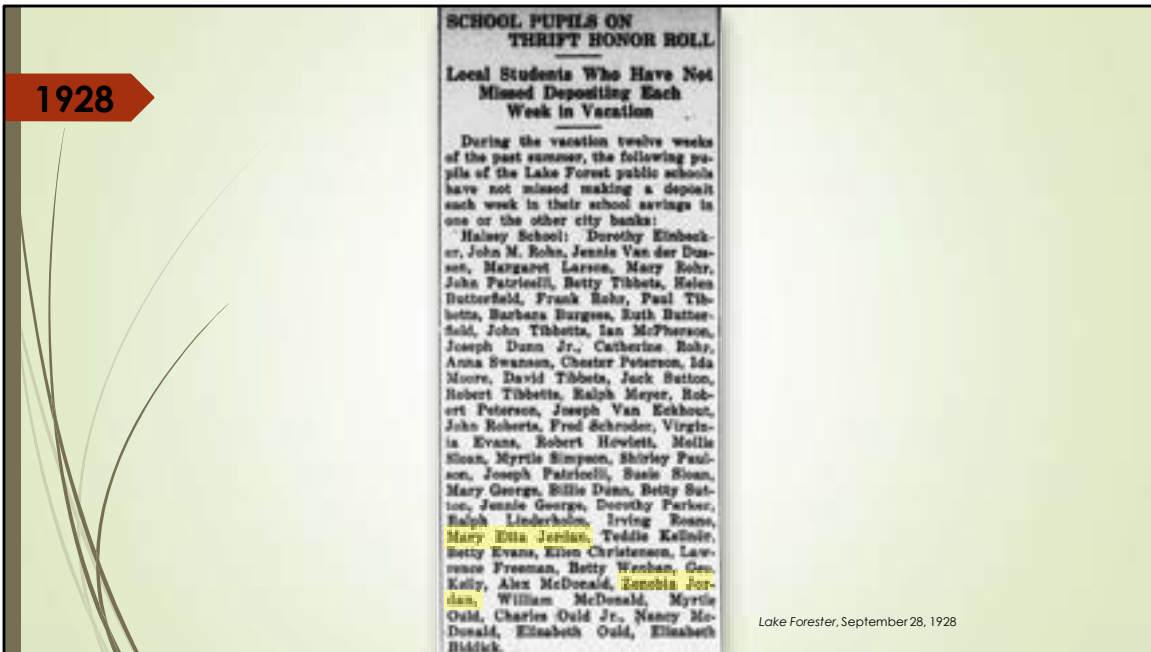 1928
SCHOOL PUPILS ON
THRIFT HONOR ROLL
Local Students Who Have Not
Missed Depositing Each
Week in Vacation
During the vacation twelve weeks
of the past summer, the following pu-
pils of the Lake Forest public schools
have not missed making a deposit
each week in their school savings in
one or the other city banks:
Halsey School: Dorothy Einbeck-
er, John M. Rohn, Jennie Van der Dus-
sen, Margaret Larson, Mary Rohr,
John Patricelli, Betty Tibbets, Helen
Butterfield, Frank Rohr, Paul Tib-
betts, Barbara Burgess, Ruth Butter-
field, John Tibbetts, Ian McPherson,
Joseph Dunn Jr., Catherine Rohr,
Anna Swanson, Chester Peterson, Ida
Moore, David Tibbets, Jack Sutton,
Robert Tibbetts, Ralph Meyer, Rob-
ert Peterson, Joseph Van Eckhout,
John Roberts, Fred Schroder, Virgin-
ia Evans, Robert Howlett, Mollie
Sloan, Myrtle Simpson, Shirley Paul-
son, Joseph Patricelli, Susie Sloan,
Mary George, Billie Dunn, Betty Sut-
ton, Jennie George, Dorothy Parker,
Ralph Linderholm, Irving
Mary Etta Jordan, Teddie
Betty Evans, Ellen Christensen, Law-
rence Freeman, Betty Wenban, Geo.
Kelly, Alex McDonald, Zenobia Jor-
dan, William McDonald, Myrtle
Ould, Charles Ould Jr., Nancy Mc-
Donald, Elizabeth Ould, Elizabeth
Riddick.
Lake Forester, September 28, 1928